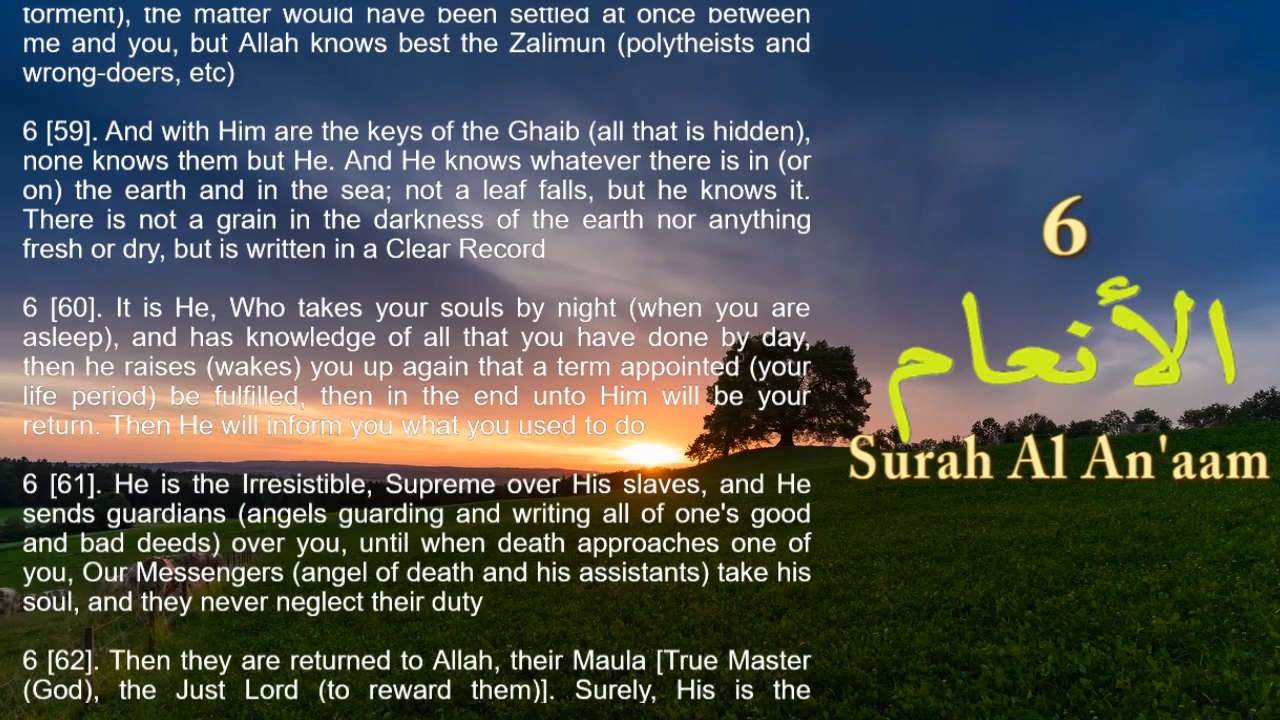 torment), the matter would have been settled at once between
me and you, but Allah knows best the Zalimun (polytheists and
wrong-doers, etc)
6 [59]. And with Him are the keys of the Ghaib (all that is hidden),
none knows them but He. And He knows whatever there is in (or
on) the earth and in the sea; not a leaf falls, but he knows it.
There is not a grain in the darkness of the earth nor anything
fresh or dry, but is written in a Clear Record
6 [60]. It is He, Who takes your souls by night (when you are
asleep), and has knowledge of all that you have done by day,
then he raises (wakes) you up again that a term appointed (your
life period) be fulfilled, then in the end unto Him will be your
return. Then He will inform you what you used to do
6 [61]. He is the Irresistible, Supreme over His slaves, and He
sends guardians (angels guarding and writing all of one's good
and bad deeds) over you, until when death approaches one of
you, Our Messengers (angel of death and his assistants) take his
soul, and they never neglect their duty
6 [62]. Then they are returned to Allah, their Maula [True Master
(God), the Just Lord (to reward them)]. Surely, His is the
6
الأنعام
Surah Al An'aam